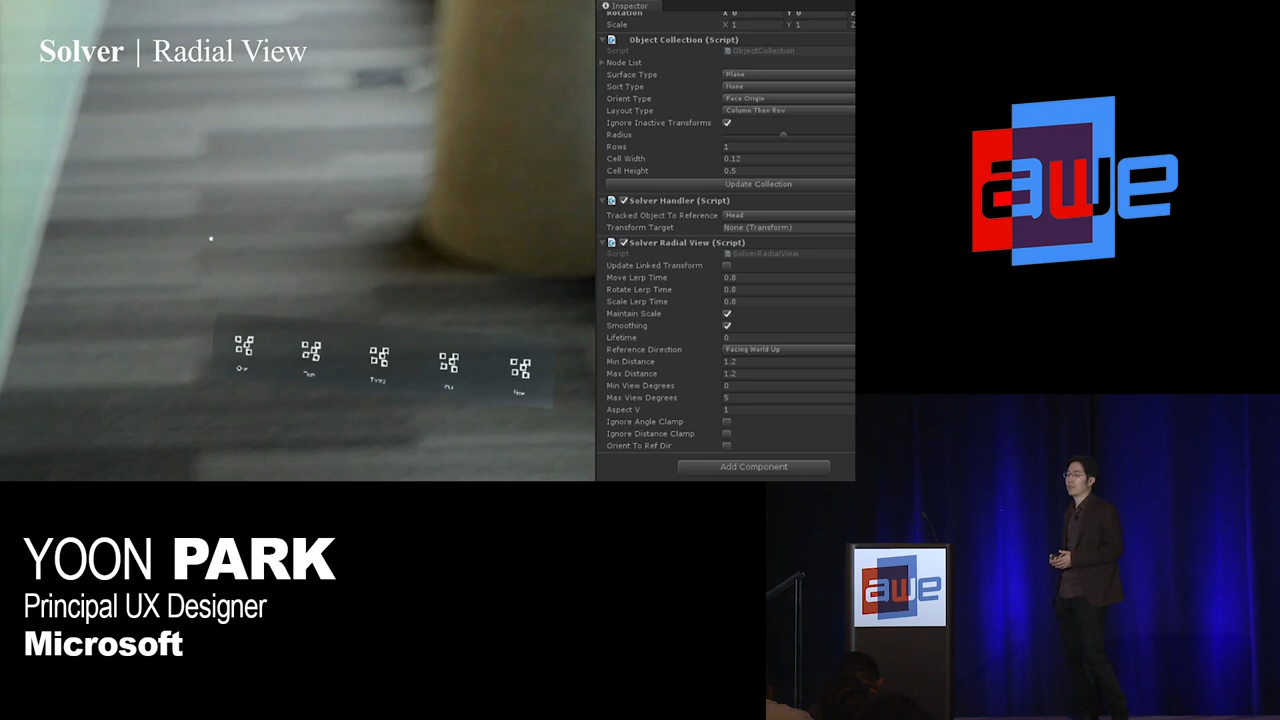 Solver | Radial View
Inspector
Rotation X 0 Y 0 Z
Scale X 1 Y 1 Z
Object Collection (Script)
Script ObjectCollection
Node List
Surface Type Plane
Sort Type None
Orient Type Face Origin
Layout Type Column Then Row
Ignore Inactive Transforms
Radius
Rows 1
Cell Width 0.12
Cell Height 0.5
Update Collection
Solver Handler (Script)
Tracked Object To Reference Head
Transform Target None (Transform)
Solver Radial View (Script)
Script SolverRadialView
Update Linked Transform
Move Lerp Time 0.8
Rotate Lerp Time 0.8
Scale Lerp Time 0.8
Maintain Scale
Smoothing
Lifetime 0
Reference Direction Facing World Up
Min Distance 1.2
Max Distance 1.2
Min View Degrees 0
Max View Degrees 5
Aspect V 1
Ignore Angle Clamp
Ignore Distance Clamp
Orient To Ref Dir
Add Component
awe
YOON PARK
Principal UX Designer
Microsoft
awe